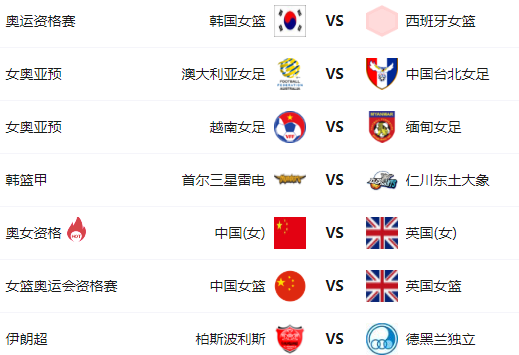 奥运资格赛 韩国女篮 VS 西班牙女篮
女奥亚预 澳大利亚女足 VS 中国台北女足
女奥亚预 越南女足 VS 缅甸女足
韩篮甲 首尔三星雷电 VS 仁川东土大象
奥女资格 HOT 中国(女) VS 英国(女)
女篮奥运会资格赛 中国女篮 VS 英国女篮
伊朗超 柏斯波利斯 VS 德黑兰独立